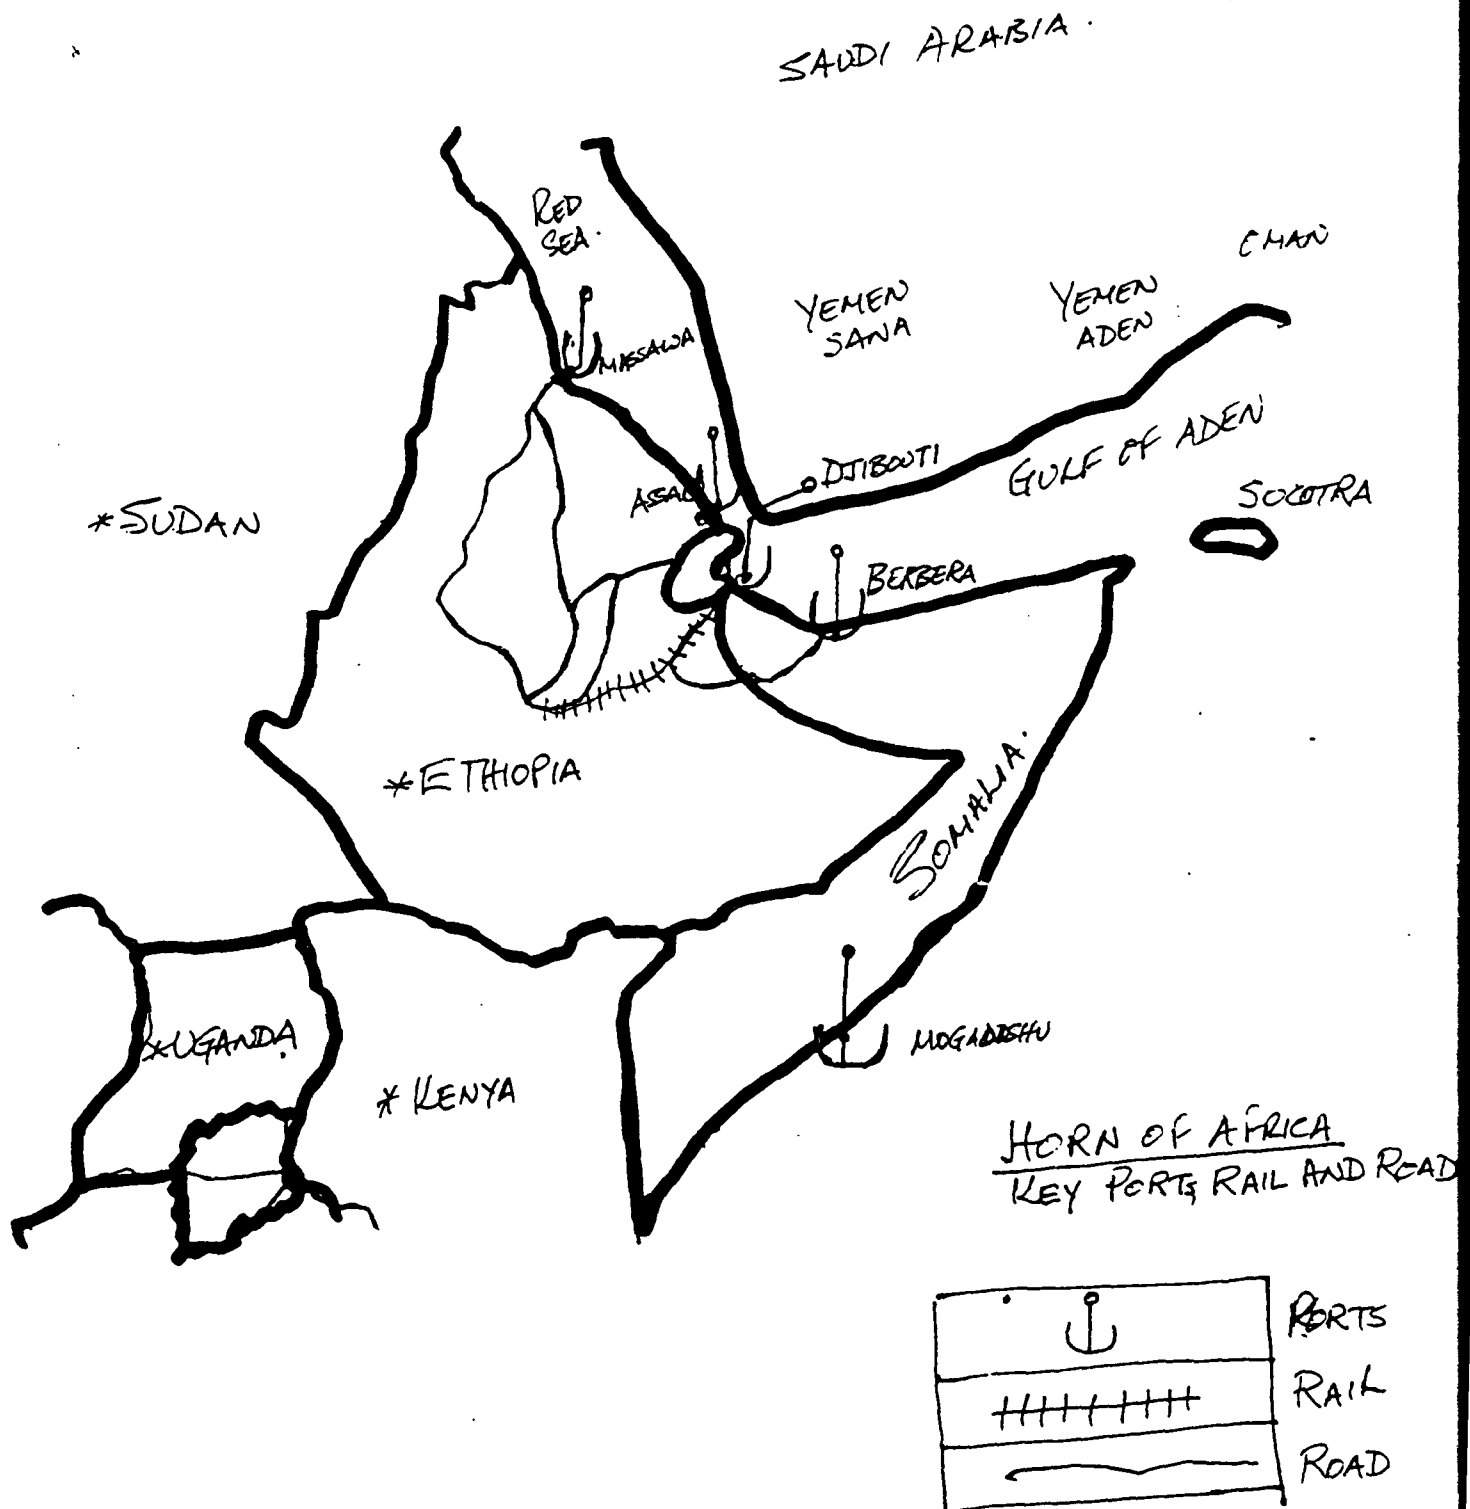 SAUDI ARABIA.
RED
SEA.
OMAN
YEMEN
SANA
YEMEN
ADEN
MASSAWA
GULF OF ADEN
DJIBOUTI
ASSAB
SOCOTRA
*SUDAN
BERBERA
*ETHIOPIA
SOMALIA.
*UGANDA
MOGADISHU
*KENYA
HORN OF AFRICA
KEY PORTS RAIL AND ROAD
PORTS
RAIL
ROAD